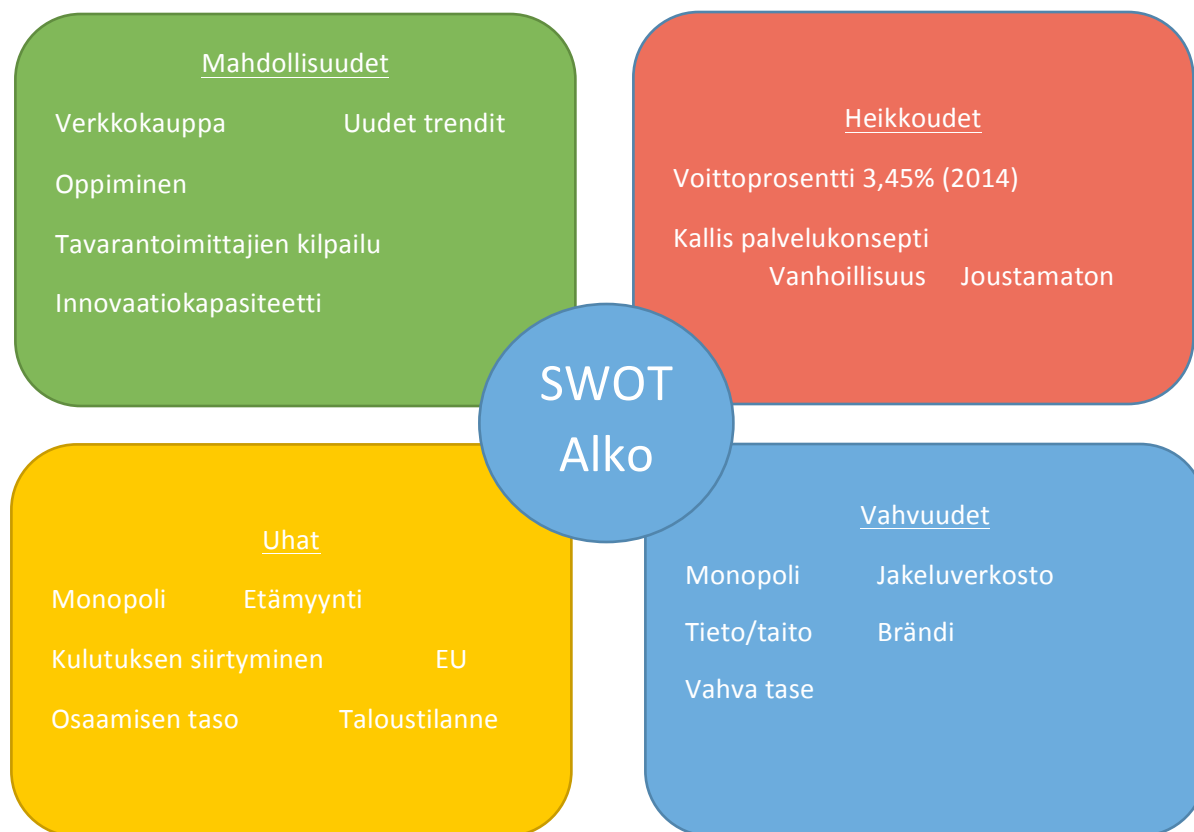 Mahdollisuudet
Verkkokauppa Uudet trendit
Oppiminen
Tavarantoimittajien kilpailu
Innovaatiokapasiteetti
Heikkoudet
Voittoprosentti 3,45% (2014)
Kallis palvelukonsepti
Vanhoillisuus Joustamaton
SWOT
Alko
Uhat
Monopoli Etämyynti
Kulutuksen siirtyminen EU
Osaamisen taso Taloustilanne
Vahvuudet
Monopoli Jakeluverkosto
Tieto/taito Brändi
Vahva tase